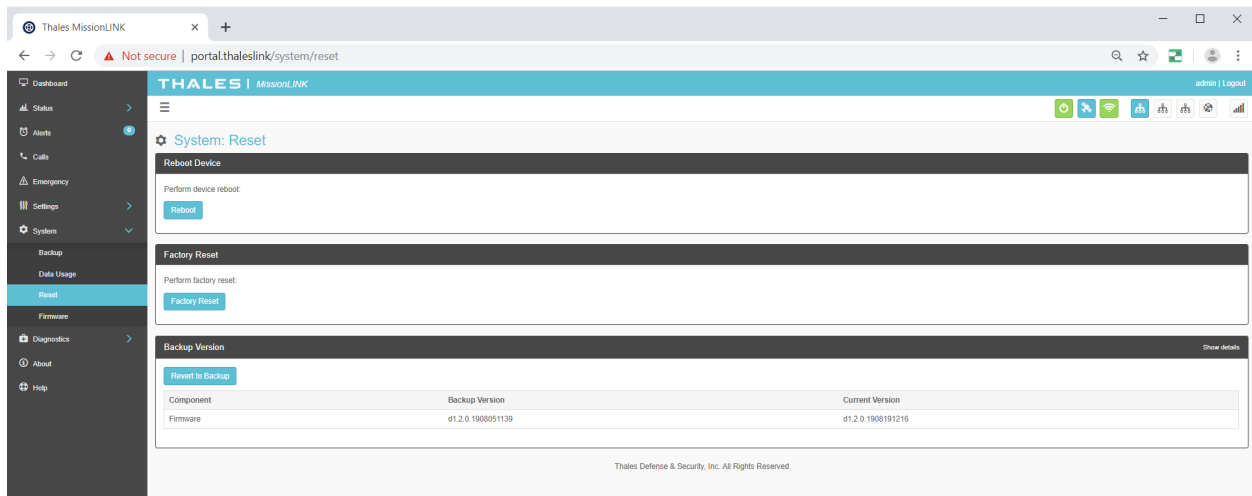 Thales MissionLINK
Not secure | portal.thaleslink/system/reset
Dashboard
Status
Alerts 0
Calls
Emergency
Settings
System
Backup
Data Usage
Reset
Firmware
Diagnostics
About
Help
THALES | MissionLINK
admin | Logout
System: Reset
Reboot Device
Perform device reboot:
Reboot
Factory Reset
Perform factory reset:
Factory Reset
Backup Version Show details
Revert to Backup
Component Backup Version Current Version
Firmware d1.2.0.1908051139 d1.2.0.1908191216
Thales Defense & Security, Inc. All Rights Reserved